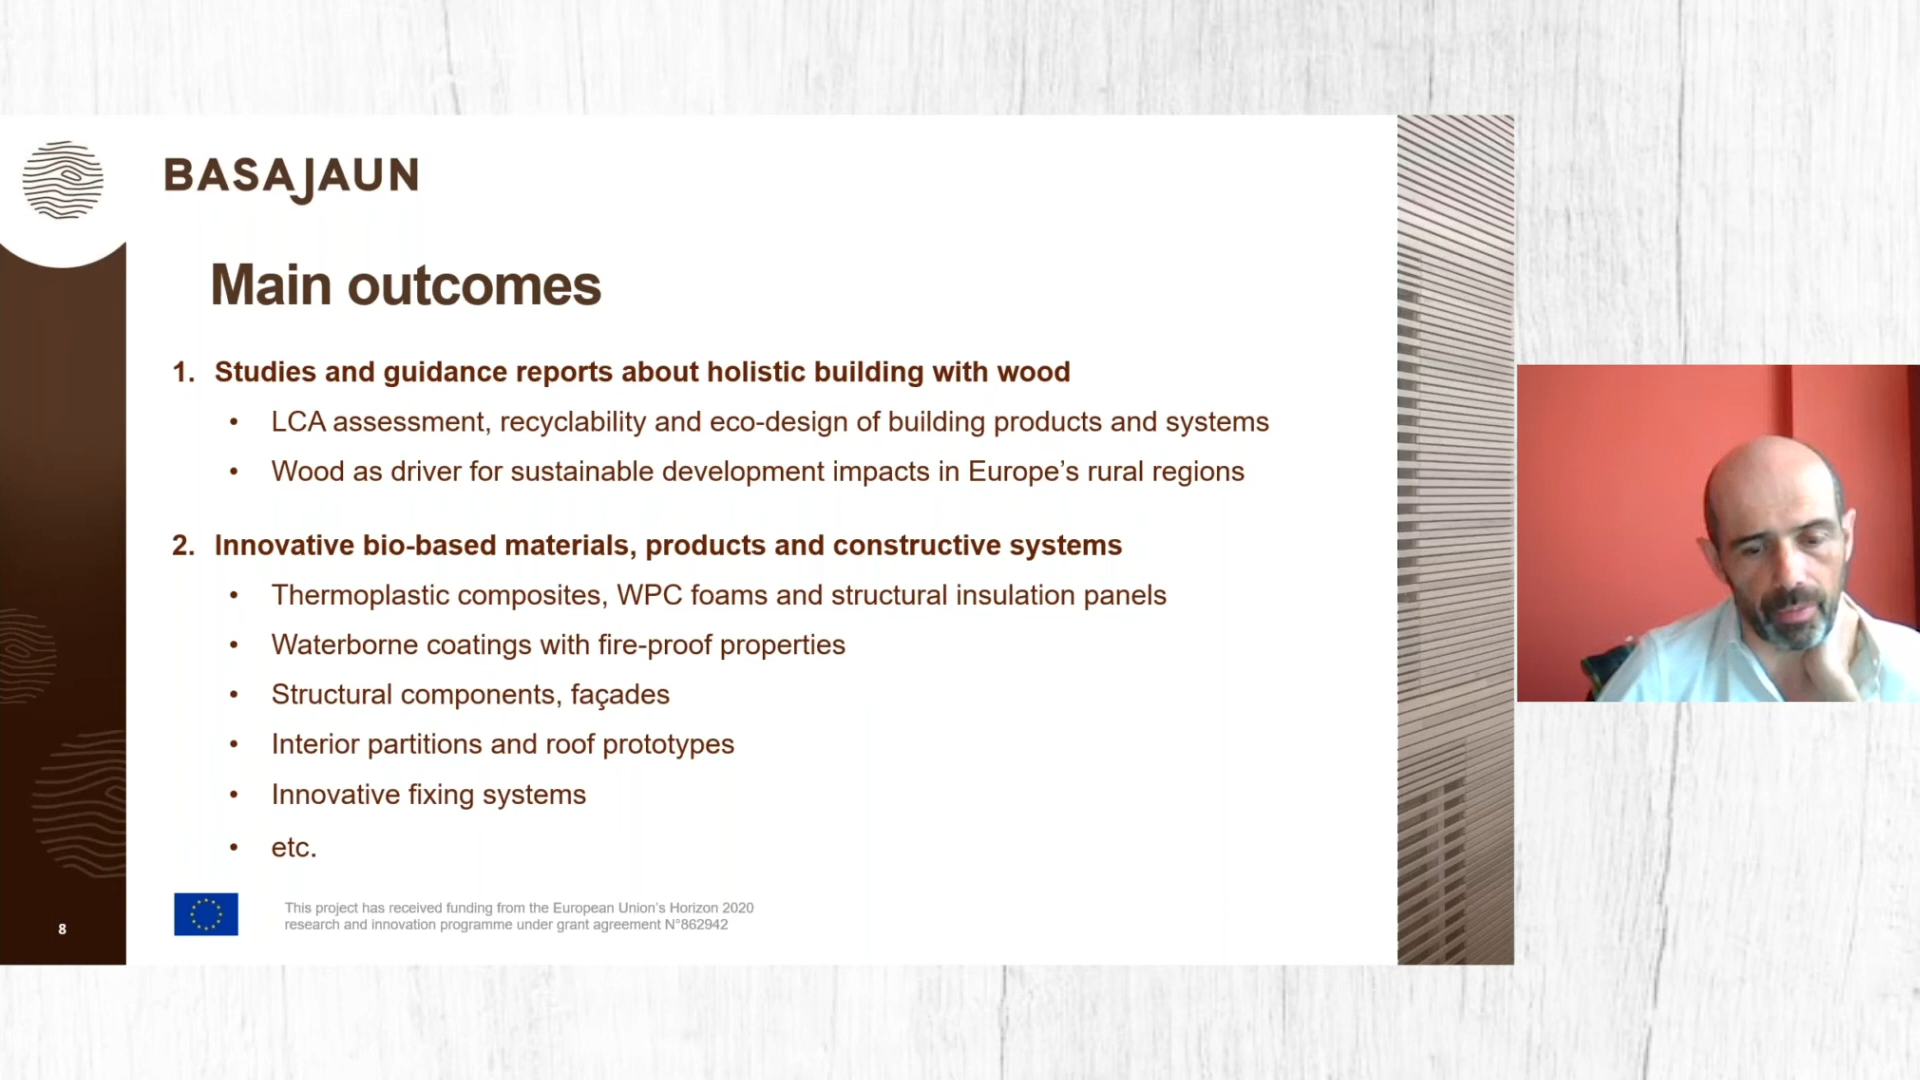 BASAJAUN
Main outcomes
1. Studies and guidance reports about holistic building with wood
• LCA assessment, recyclability and eco-design of building products and systems
• Wood as driver for sustainable development impacts in Europe’s rural regions
2. Innovative bio-based materials, products and constructive systems
• Thermoplastic composites, WPC foams and structural insulation panels
• Waterborne coatings with fire-proof properties
• Structural components, façades
• Interior partitions and roof prototypes
• Innovative fixing systems
• etc.
This project has received funding from the European Union’s Horizon 2020
research and innovation programme under grant agreement N°862942
8